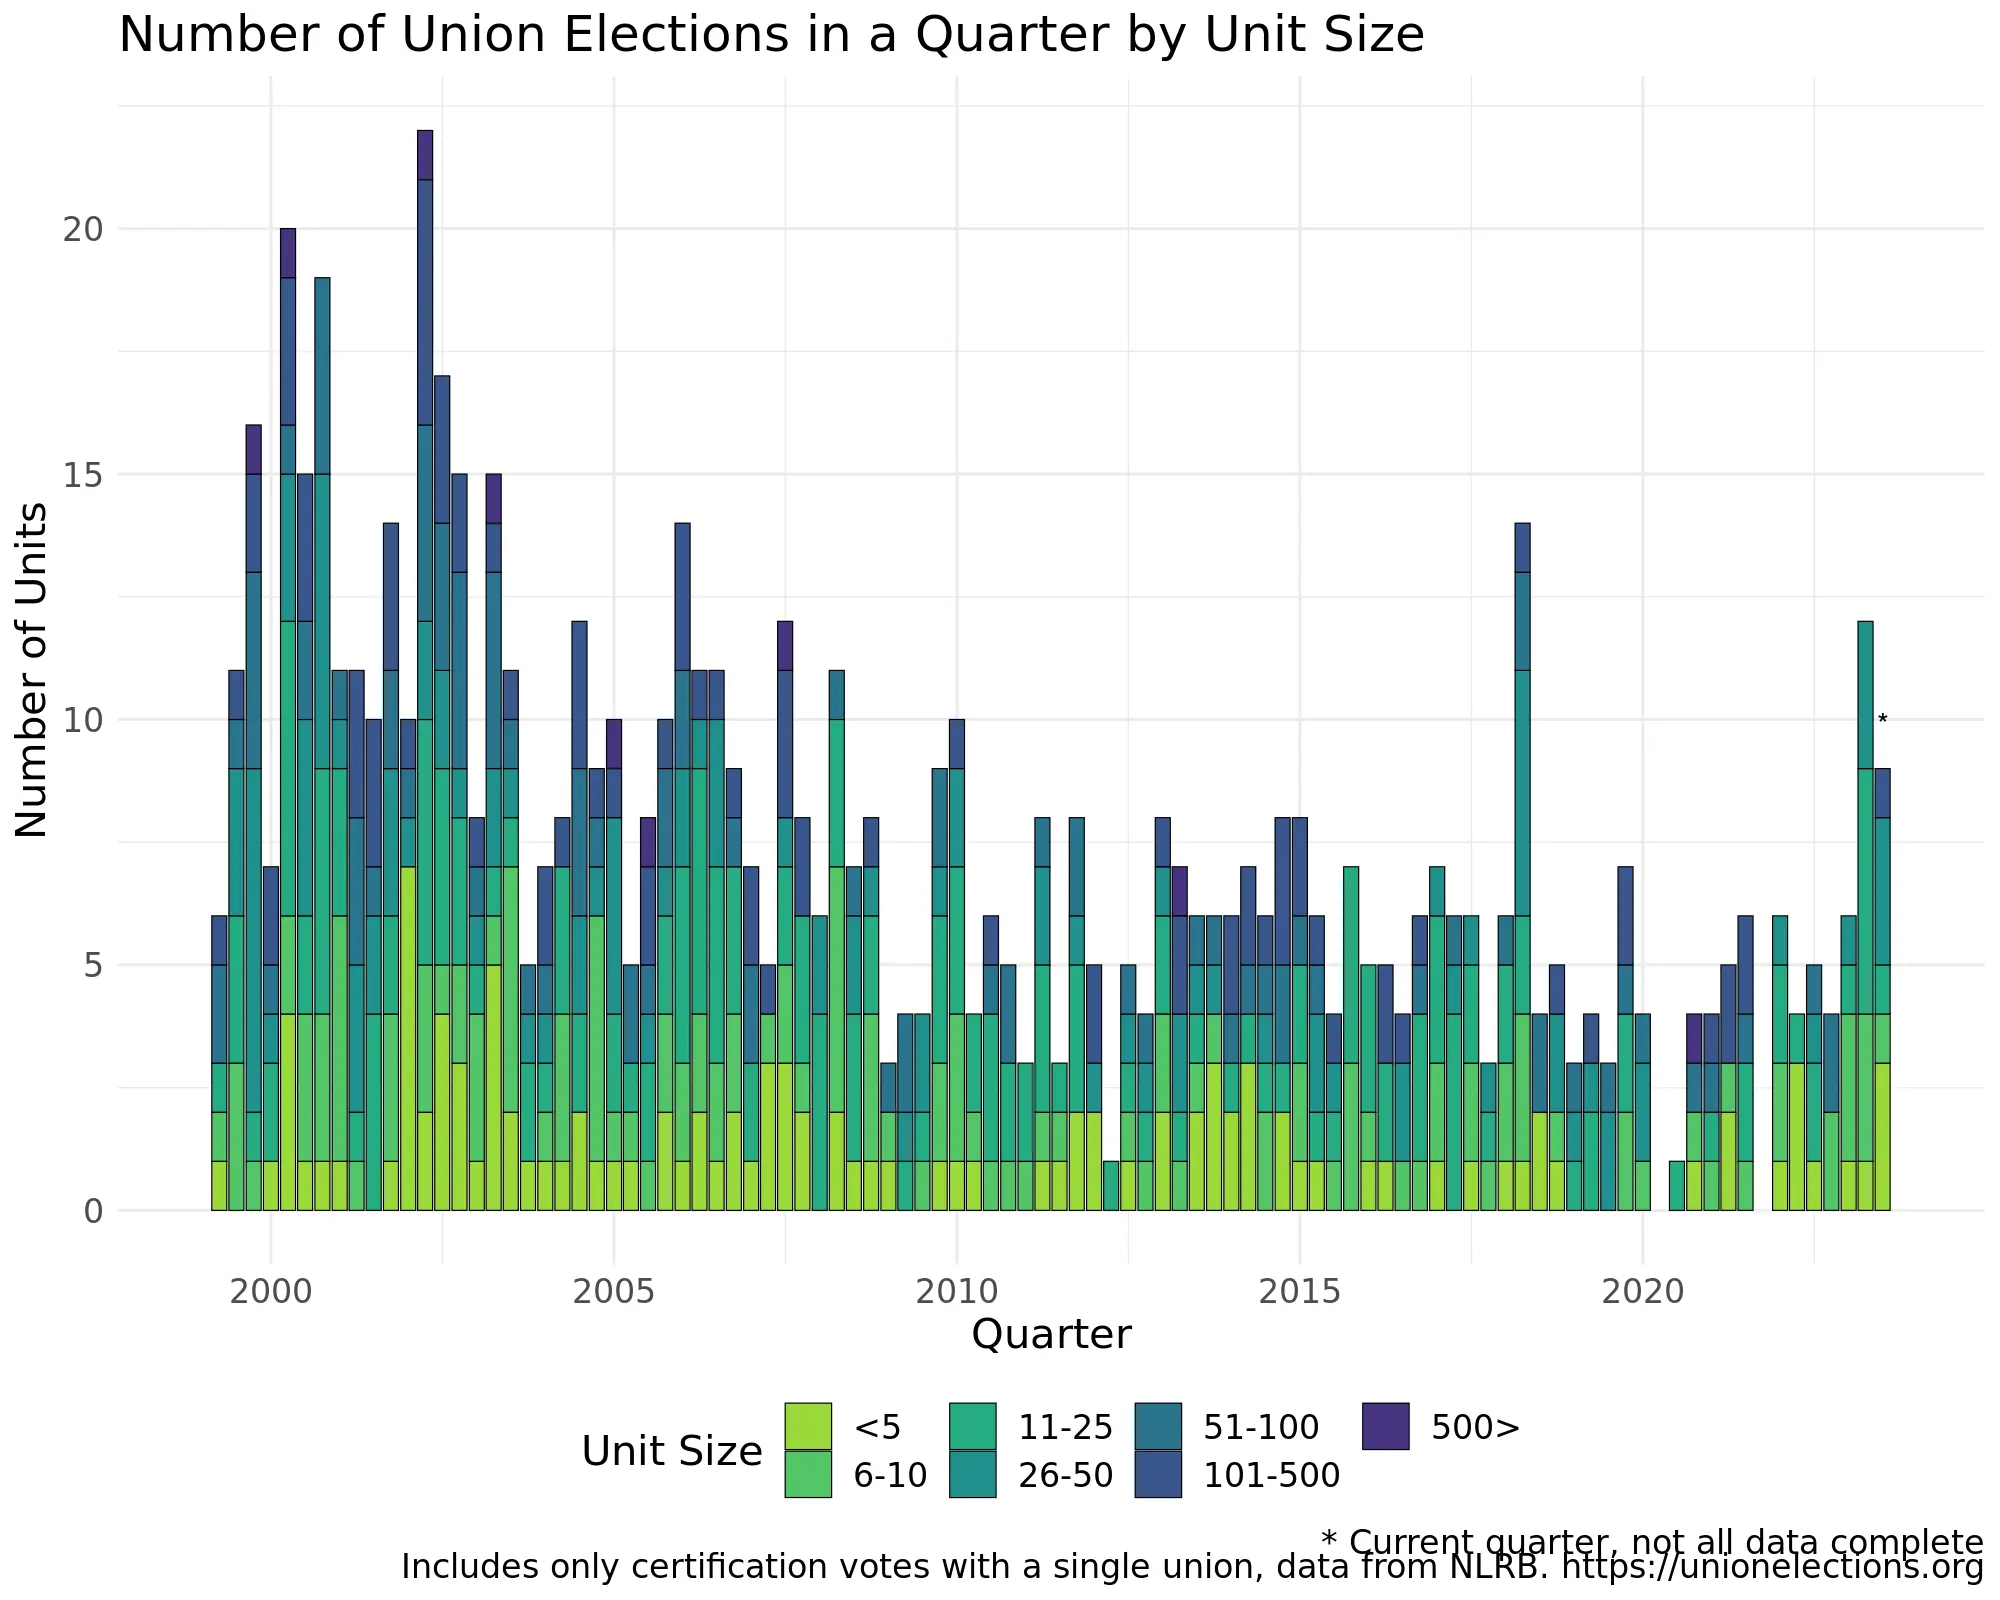 Number of Union Elections in a Quarter by Unit Size
Number of Units
20
15
10
5
0
*
2000 2005 2010 2015 2020
Quarter
Unit Size
<5 11-25 51-100 500>
6-10 26-50 101-500
* Current quarter, not all data complete
Includes only certification votes with a single union, data from NLRB. https://unionelections.org